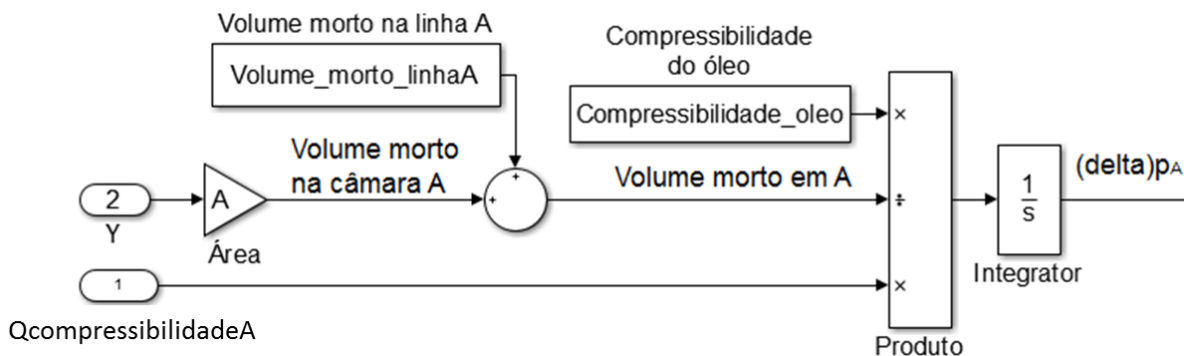 Volume morto na linha A
Volume_morto_linhaA
Compressibilidade
do óleo
Compressibilidade_oleo
×
Volume morto
na câmara A
+
+
Volume morto em A
÷
2
Y
A
Área
1
s
Integrator
(delta)pA
1
QcompressibilidadeA
×
Produto